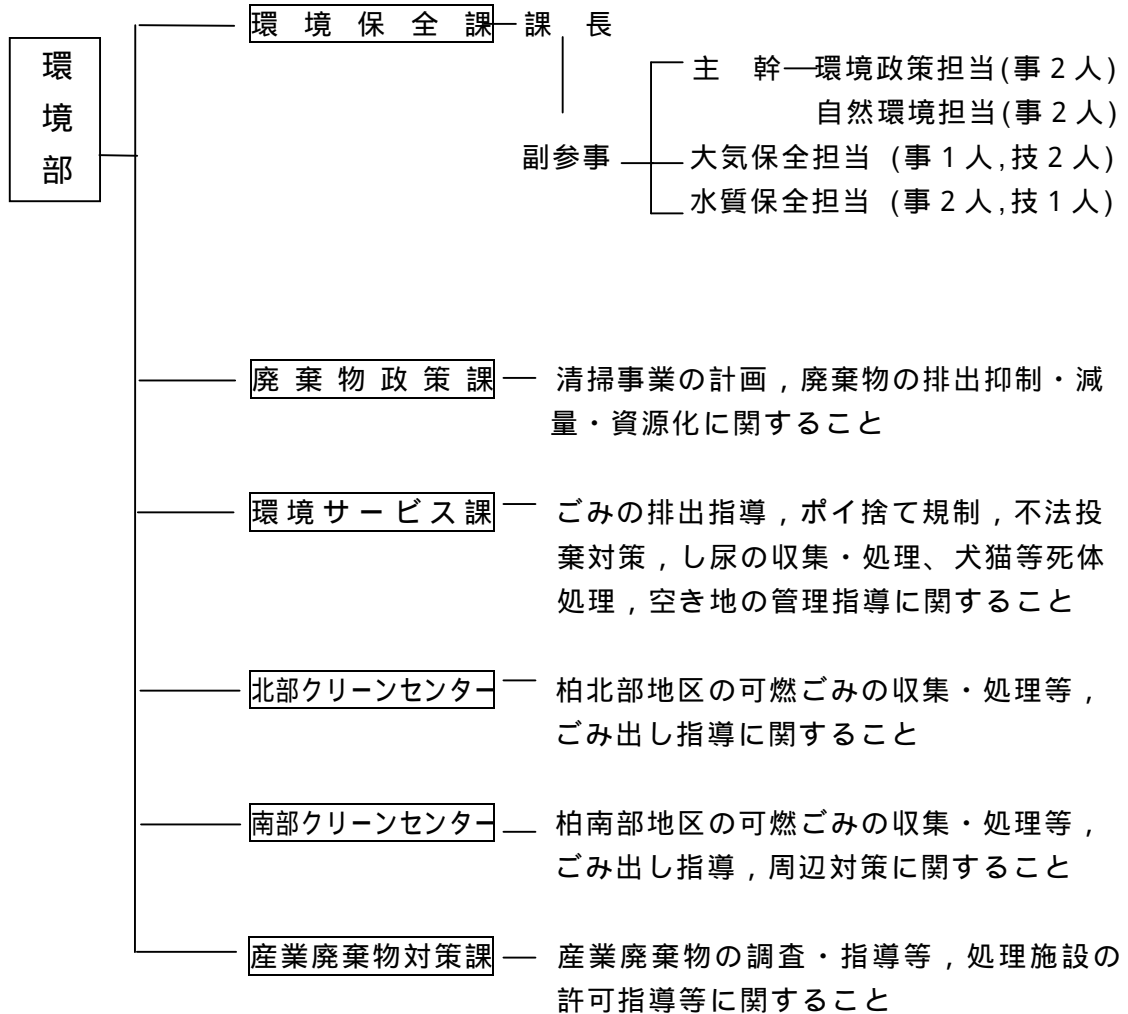 環境部
環境保全課 課長
主 幹 環境政策担当(事２人)
自然環境担当(事２人)
副参事 大気保全担当 (事１人,技２人)
水質保全担当 (事２人,技１人)
廃棄物政策課 清掃事業の計画，廃棄物の排出抑制・減
量・資源化に関すること
環境サービス課 ごみの排出指導，ポイ捨て規制，不法投
棄対策，し尿の収集・処理、犬猫等死体
処理，空き地の管理指導に関すること
北部クリーンセンター 柏北部地区の可燃ごみの収集・処理等，
ごみ出し指導に関すること
南部クリーンセンター 柏南部地区の可燃ごみの収集・処理等，
ごみ出し指導，周辺対策に関すること
産業廃棄物対策課 産業廃棄物の調査・指導等，処理施設の
許可指導等に関すること